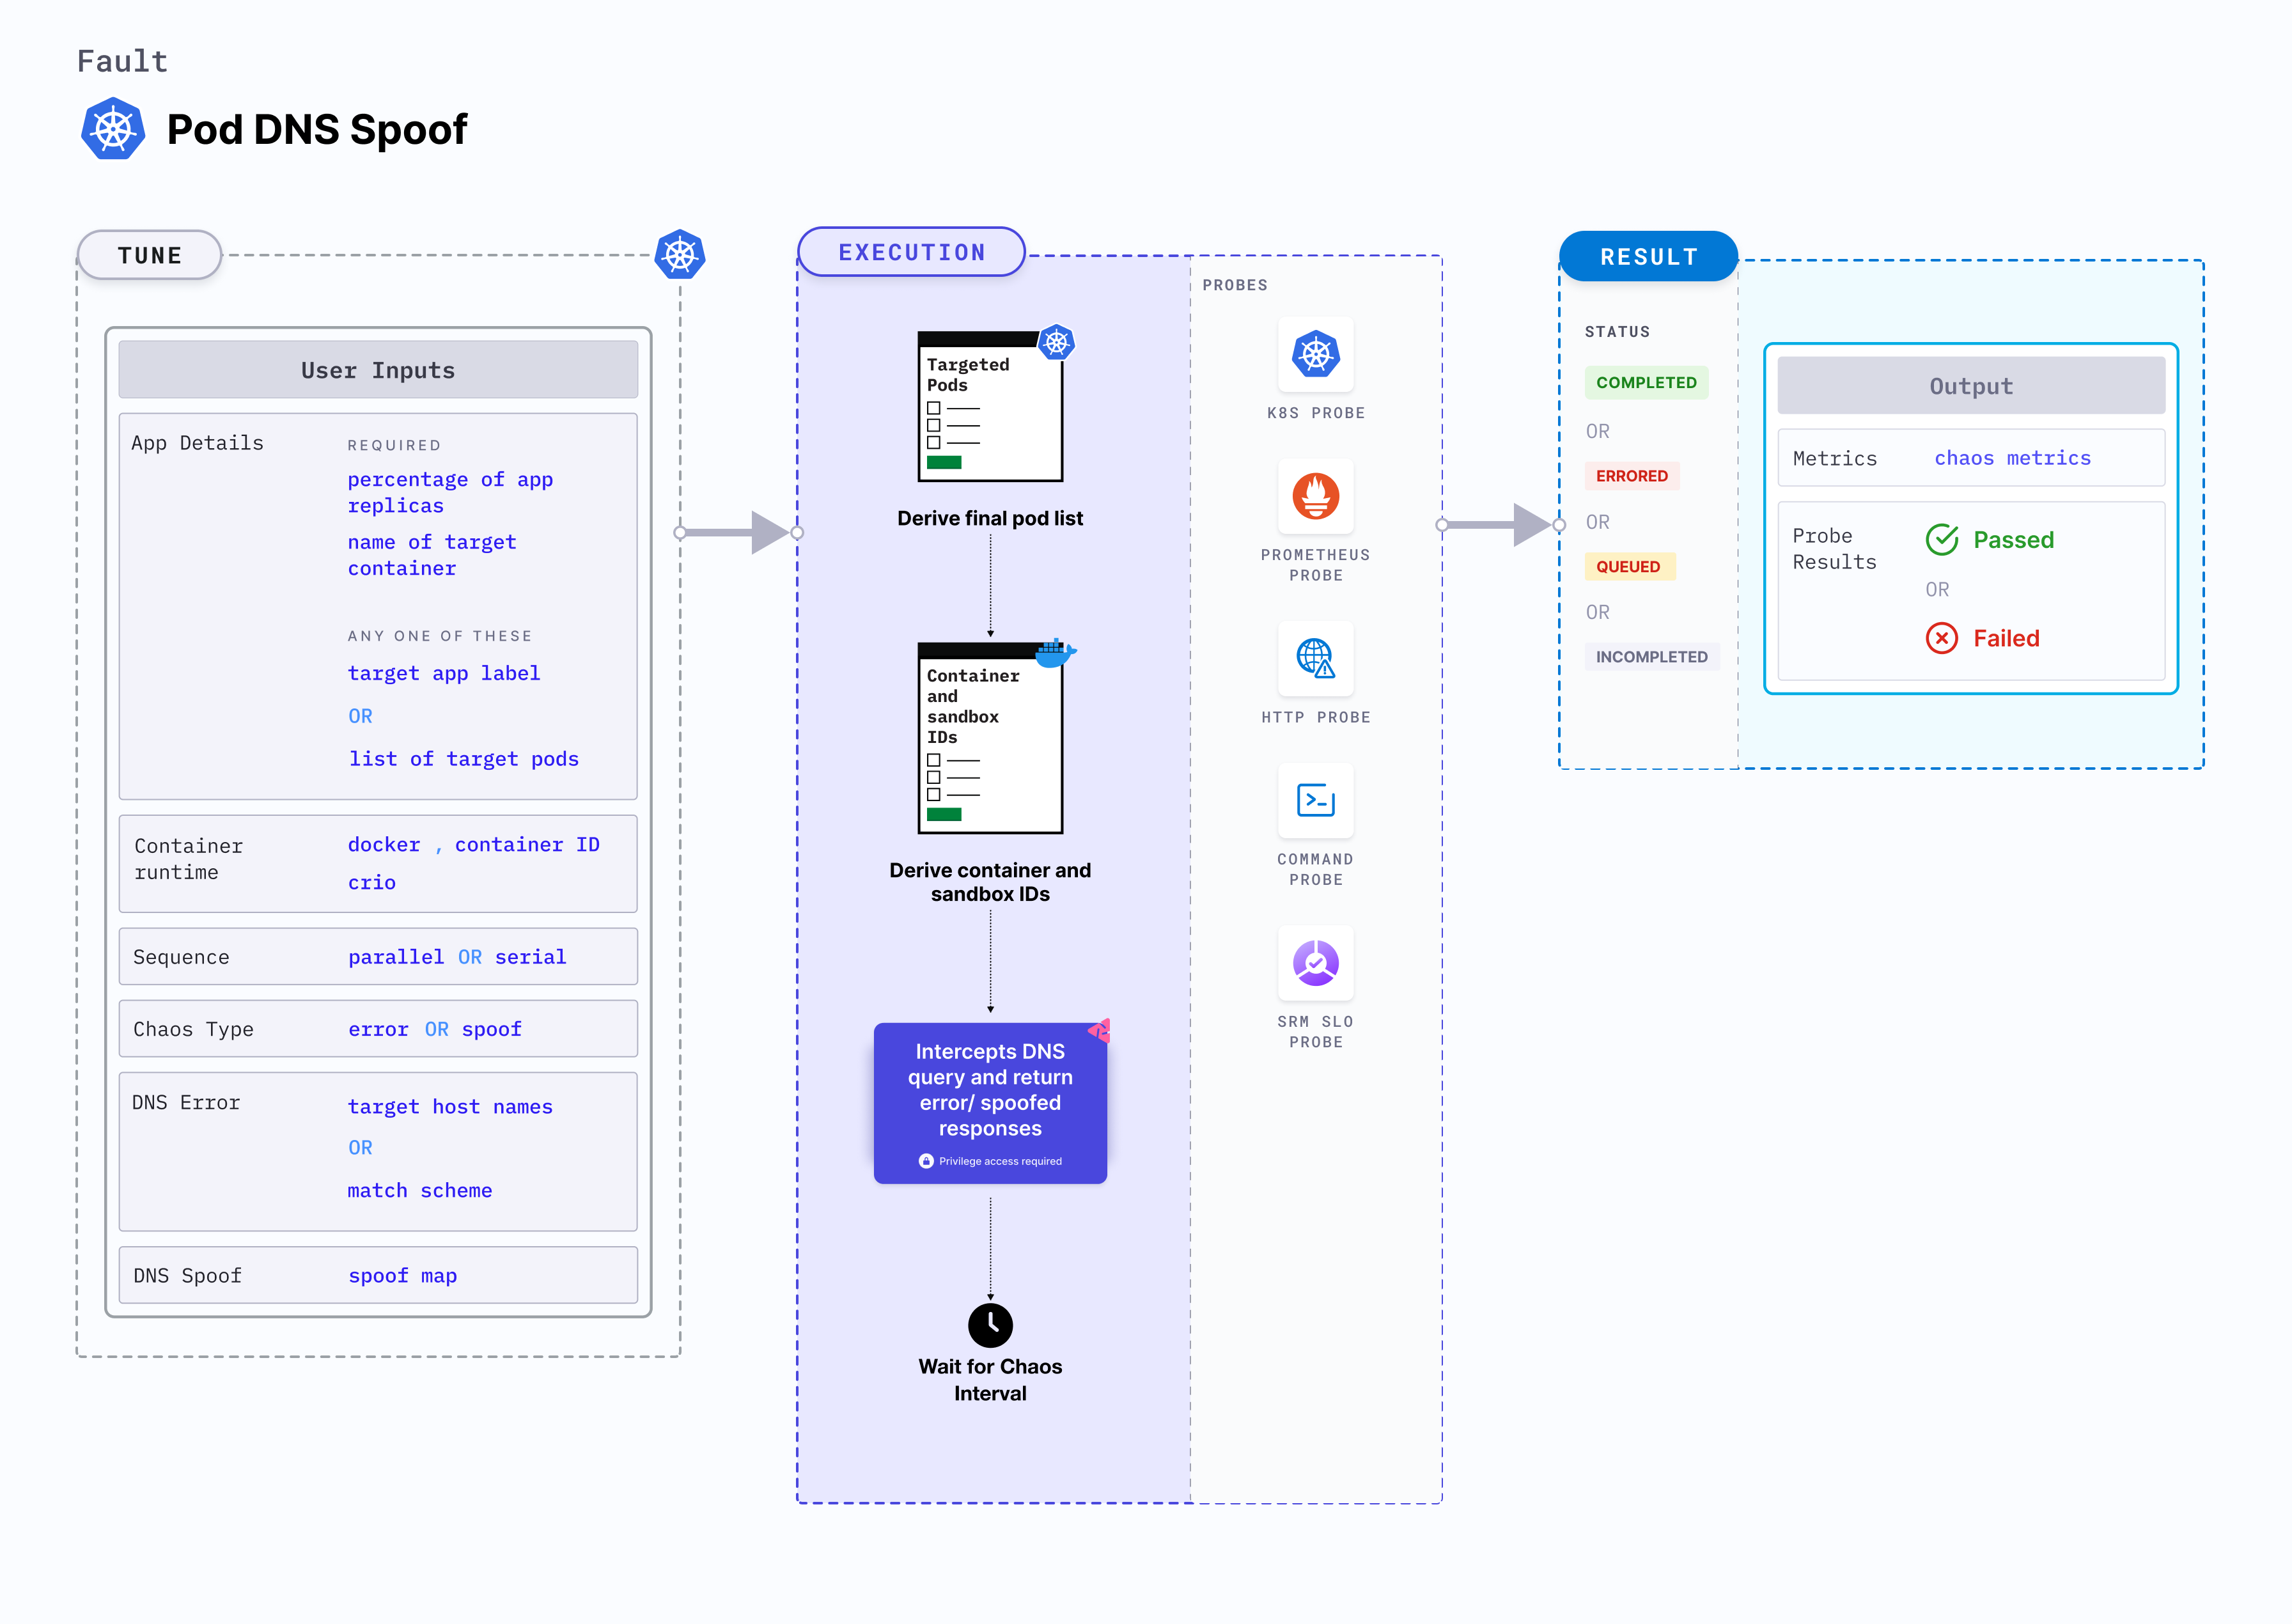 Fault
Pod DNS Spoof
TUNE
User Inputs
App Details
REQUIRED
percentage of app
replicas
name of target
container
ANY ONE OF THESE
target app label
OR
list of target pods
Container
runtime
docker , container ID
crio
Sequence
parallel OR serial
Chaos Type
error OR spoof
DNS Error
target host names
OR
match scheme
DNS Spoof
spoof map
EXECUTION
Targeted
Pods
Derive final pod list
Container
and
sandbox
IDs
Derive container and
sandbox IDs
Intercepts DNS
query and return
error/ spoofed
responses
Privilege access required
Wait for Chaos
Interval
PROBES
K8S PROBE
PROMETHEUS
PROBE
HTTP PROBE
COMMAND
PROBE
SRM SLO
PROBE
RESULT
STATUS
COMPLETED
OR
ERRORED
OR
QUEUED
OR
INCOMPLETED
Output
Metrics
chaos metrics
Probe
Results
Passed
OR
Failed